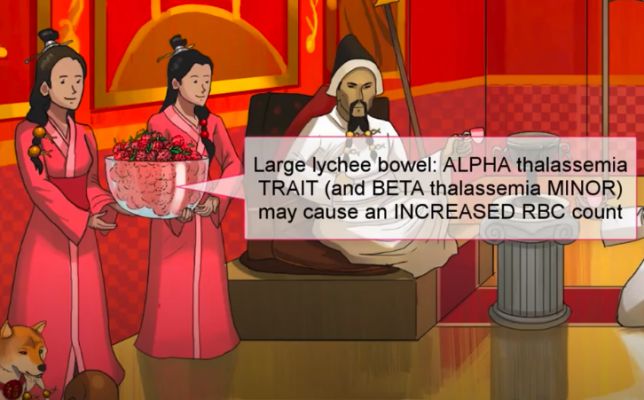 Large lychee bowel: ALPHA thalassemia
TRAIT (and BETA thalassemia MINOR)
may cause an INCREASED RBC count